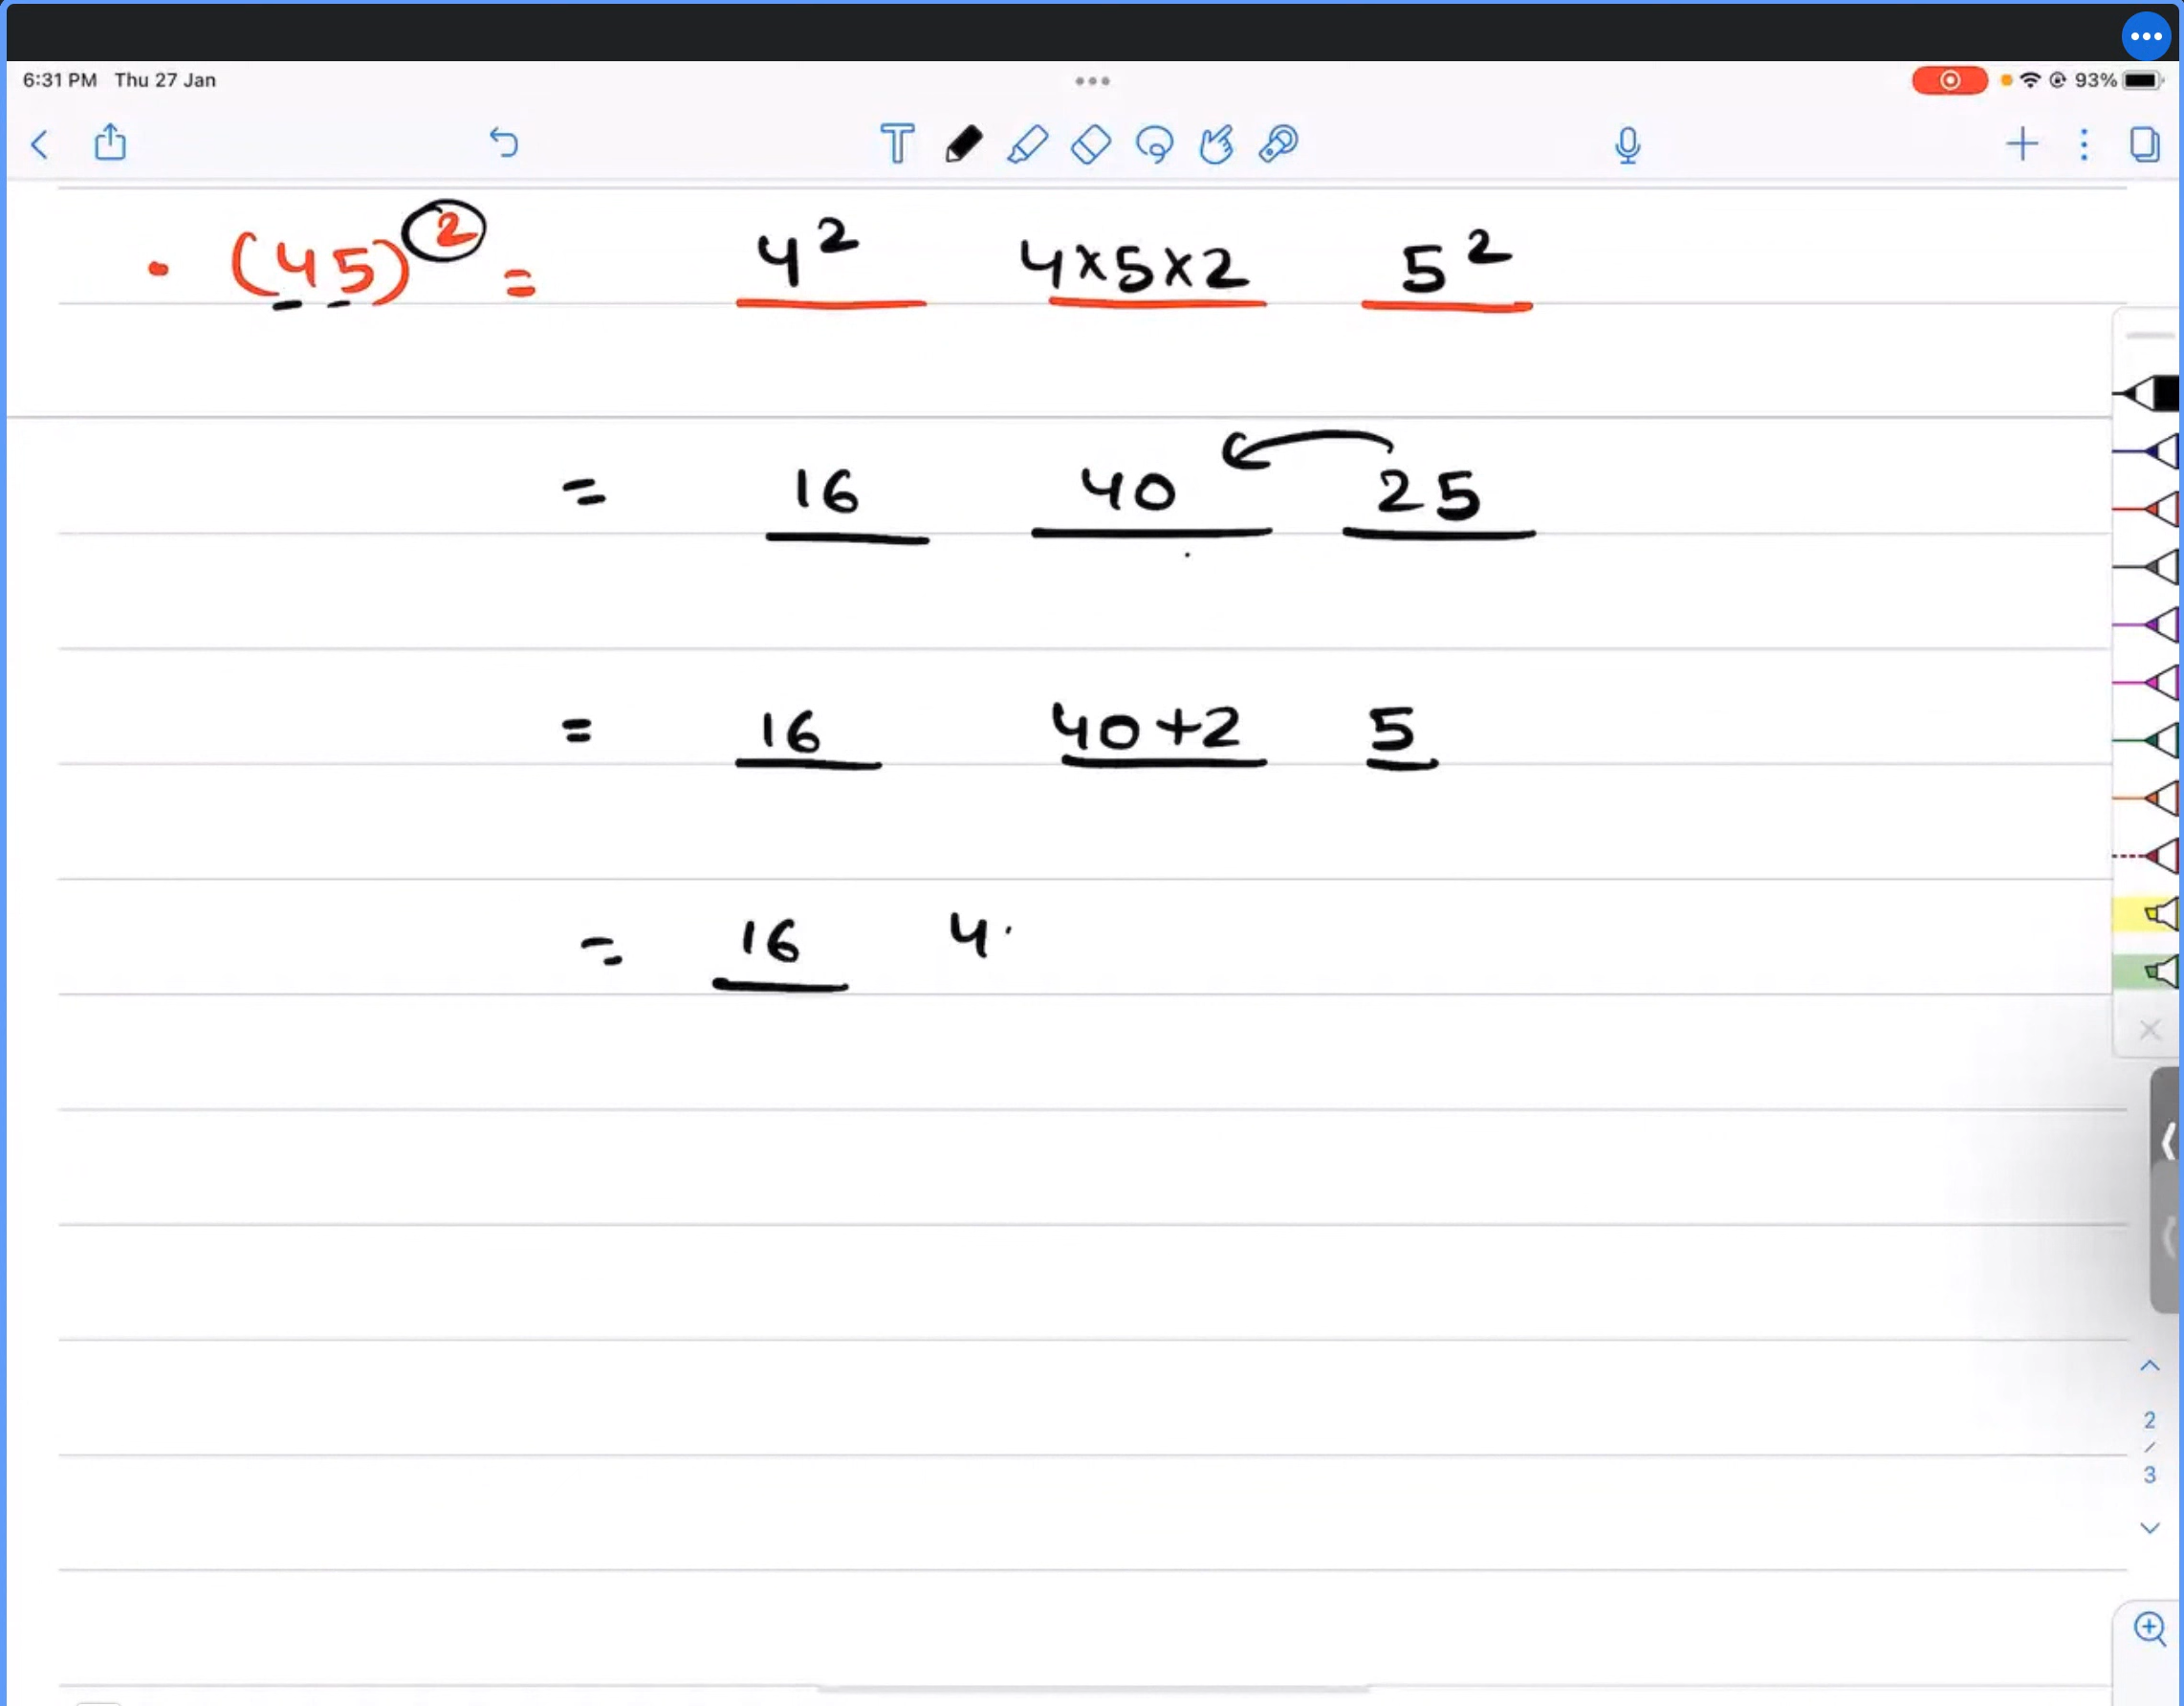 6:31 PM Thu 27 Jan 93%
T
• (45)² = 4² 4×5×2 5²
= 16 40 25
= 16 40+2 5
= 16 4.
2
/
3